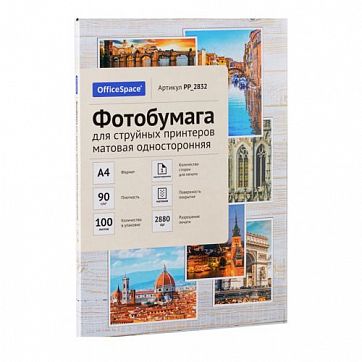 OfficeSpace®
Артикул PP_2832
Фотобумага
для струйных принтеров
матовая односторонняя
А4
Формат
1
Количество
сторон
для печати
90
г/м²
Плотность
Поверхность
покрытия
100
листов
Количество
в упаковке
2880
dpi
Разрешение
печати